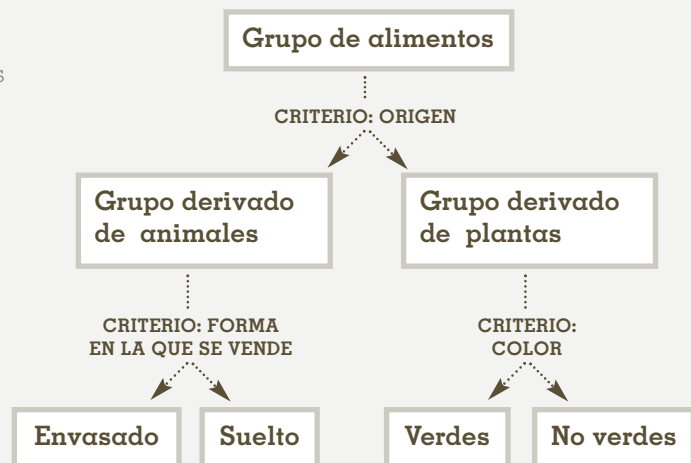 Grupo de alimentos
S
CRITERIO: ORIGEN
Grupo derivado
de animales
Grupo derivado
de plantas
CRITERIO: FORMA
EN LA QUE SE VENDE
CRITERIO:
COLOR
Envasado
Suelto
Verdes
No verdes